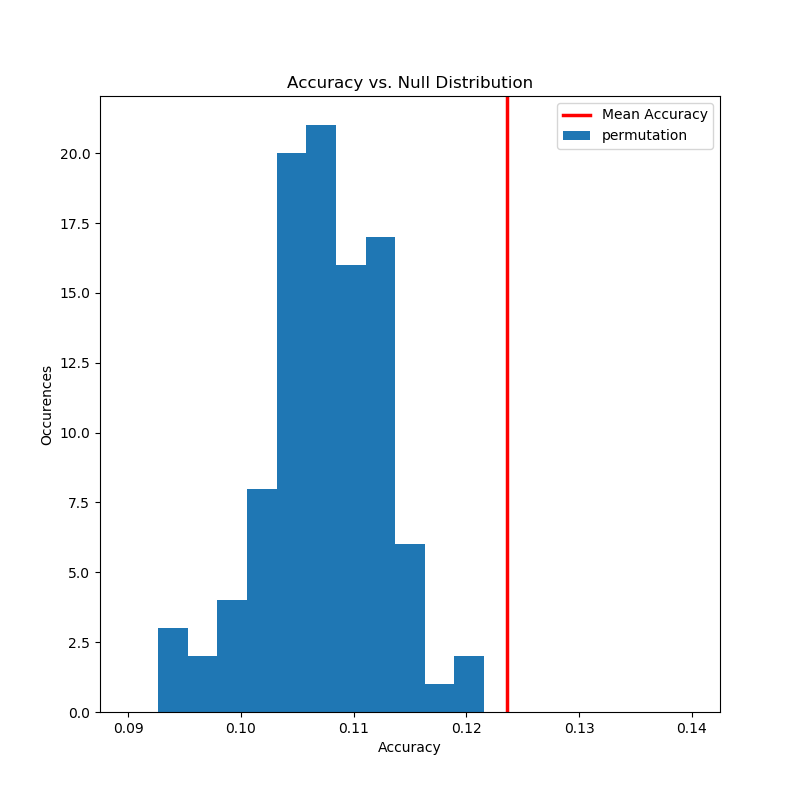 Accuracy vs. Null Distribution
Mean Accuracy
permutation
20.0
17.5
15.0
12.5
10.0
7.5
5.0
2.5
0.0
Occurences
0.09 0.10 0.11 0.12 0.13 0.14
Accuracy